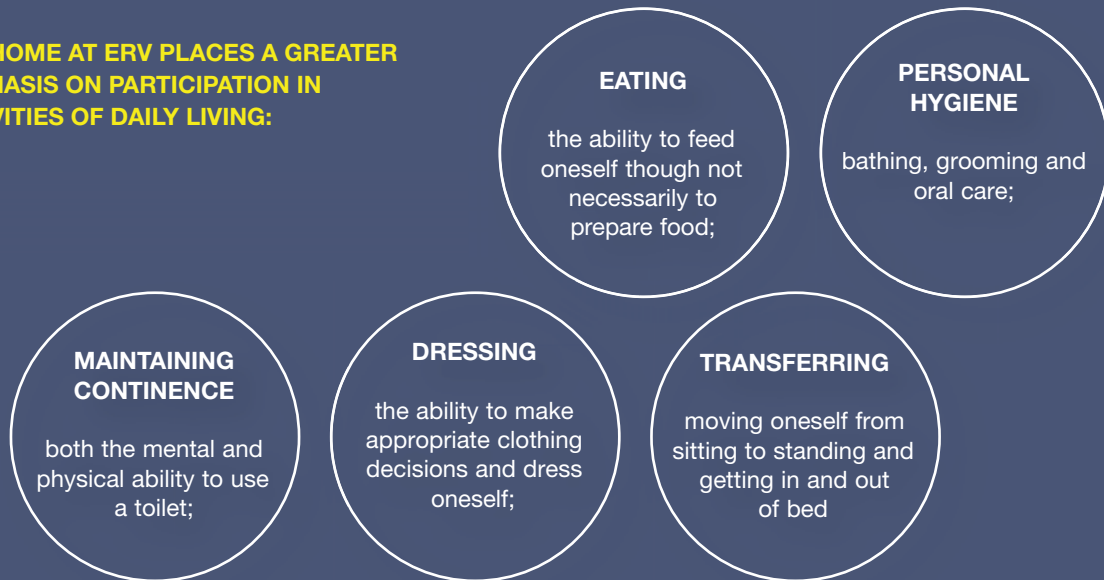 HOME AT ERV PLACES A GREATER
HASIS ON PARTICIPATION IN
VITIES OF DAILY LIVING:
EATING
the ability to feed
oneself though not
necessarily to
prepare food;
PERSONAL
HYGIENE
bathing, grooming and
oral care;
MAINTAINING
CONTINENCE
both the mental and
physical ability to use
a toilet;
DRESSING
the ability to make
appropriate clothing
decisions and dress
oneself;
TRANSFERRING
moving oneself from
sitting to standing and
getting in and out
of bed